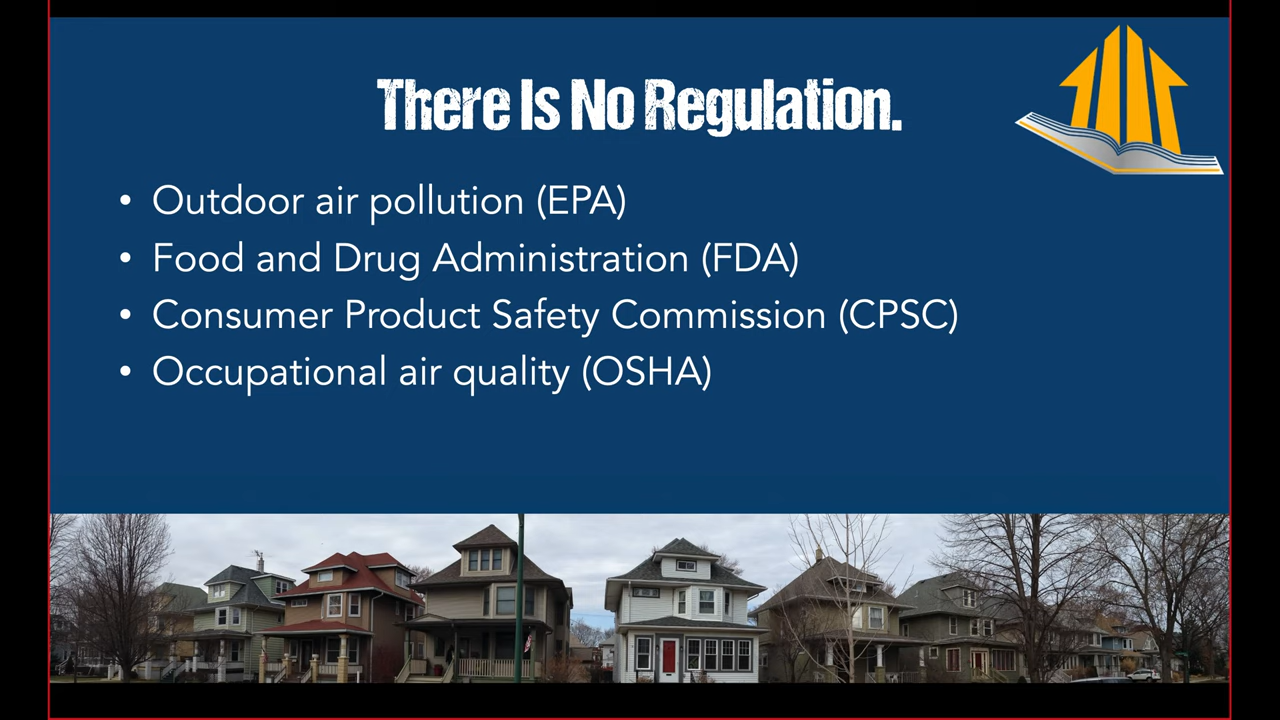 There Is No Regulation.
• Outdoor air pollution (EPA)
• Food and Drug Administration (FDA)
• Consumer Product Safety Commission (CPSC)
• Occupational air quality (OSHA)